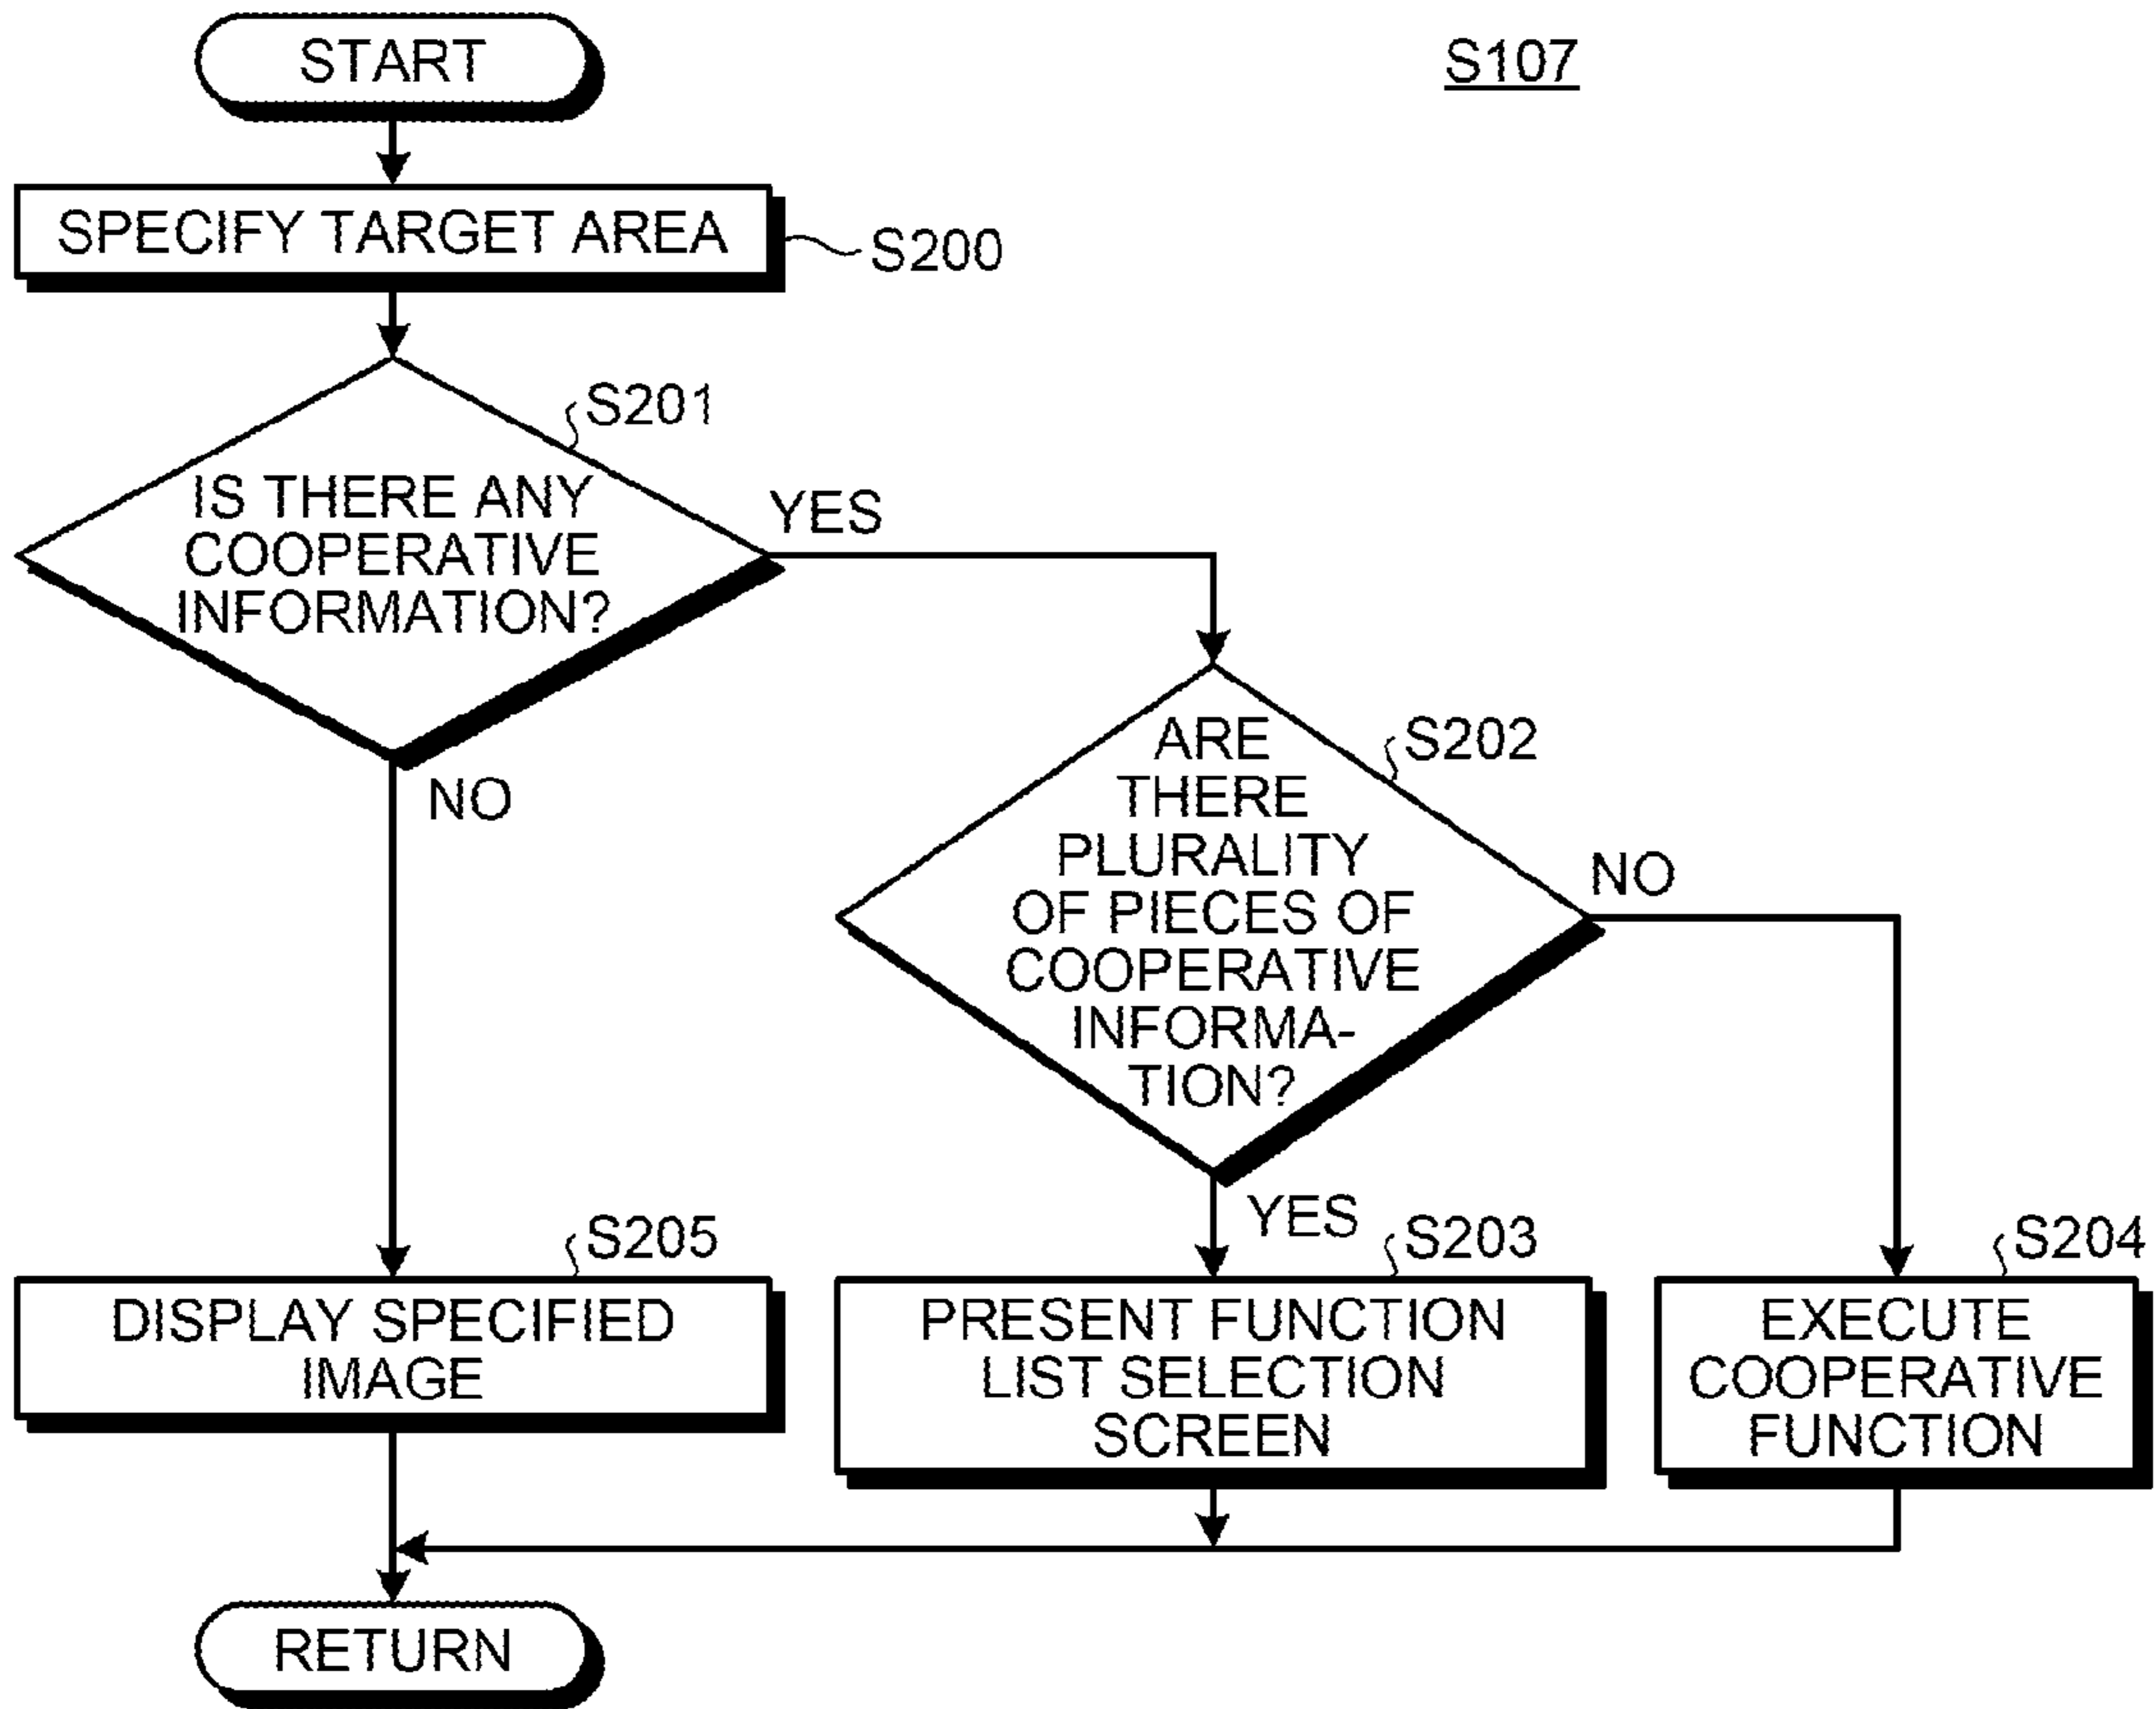 START
S107
SPECIFY TARGET AREA
S200
S201
IS THERE ANY
COOPERATIVE
INFORMATION?
YES
NO
S202
ARE
THERE
PLURALITY
OF PIECES OF
COOPERATIVE
INFORMA-
TION?
NO
YES
S205
DISPLAY SPECIFIED
IMAGE
S203
PRESENT FUNCTION
LIST SELECTION
SCREEN
S204
EXECUTE
COOPERATIVE
FUNCTION
RETURN